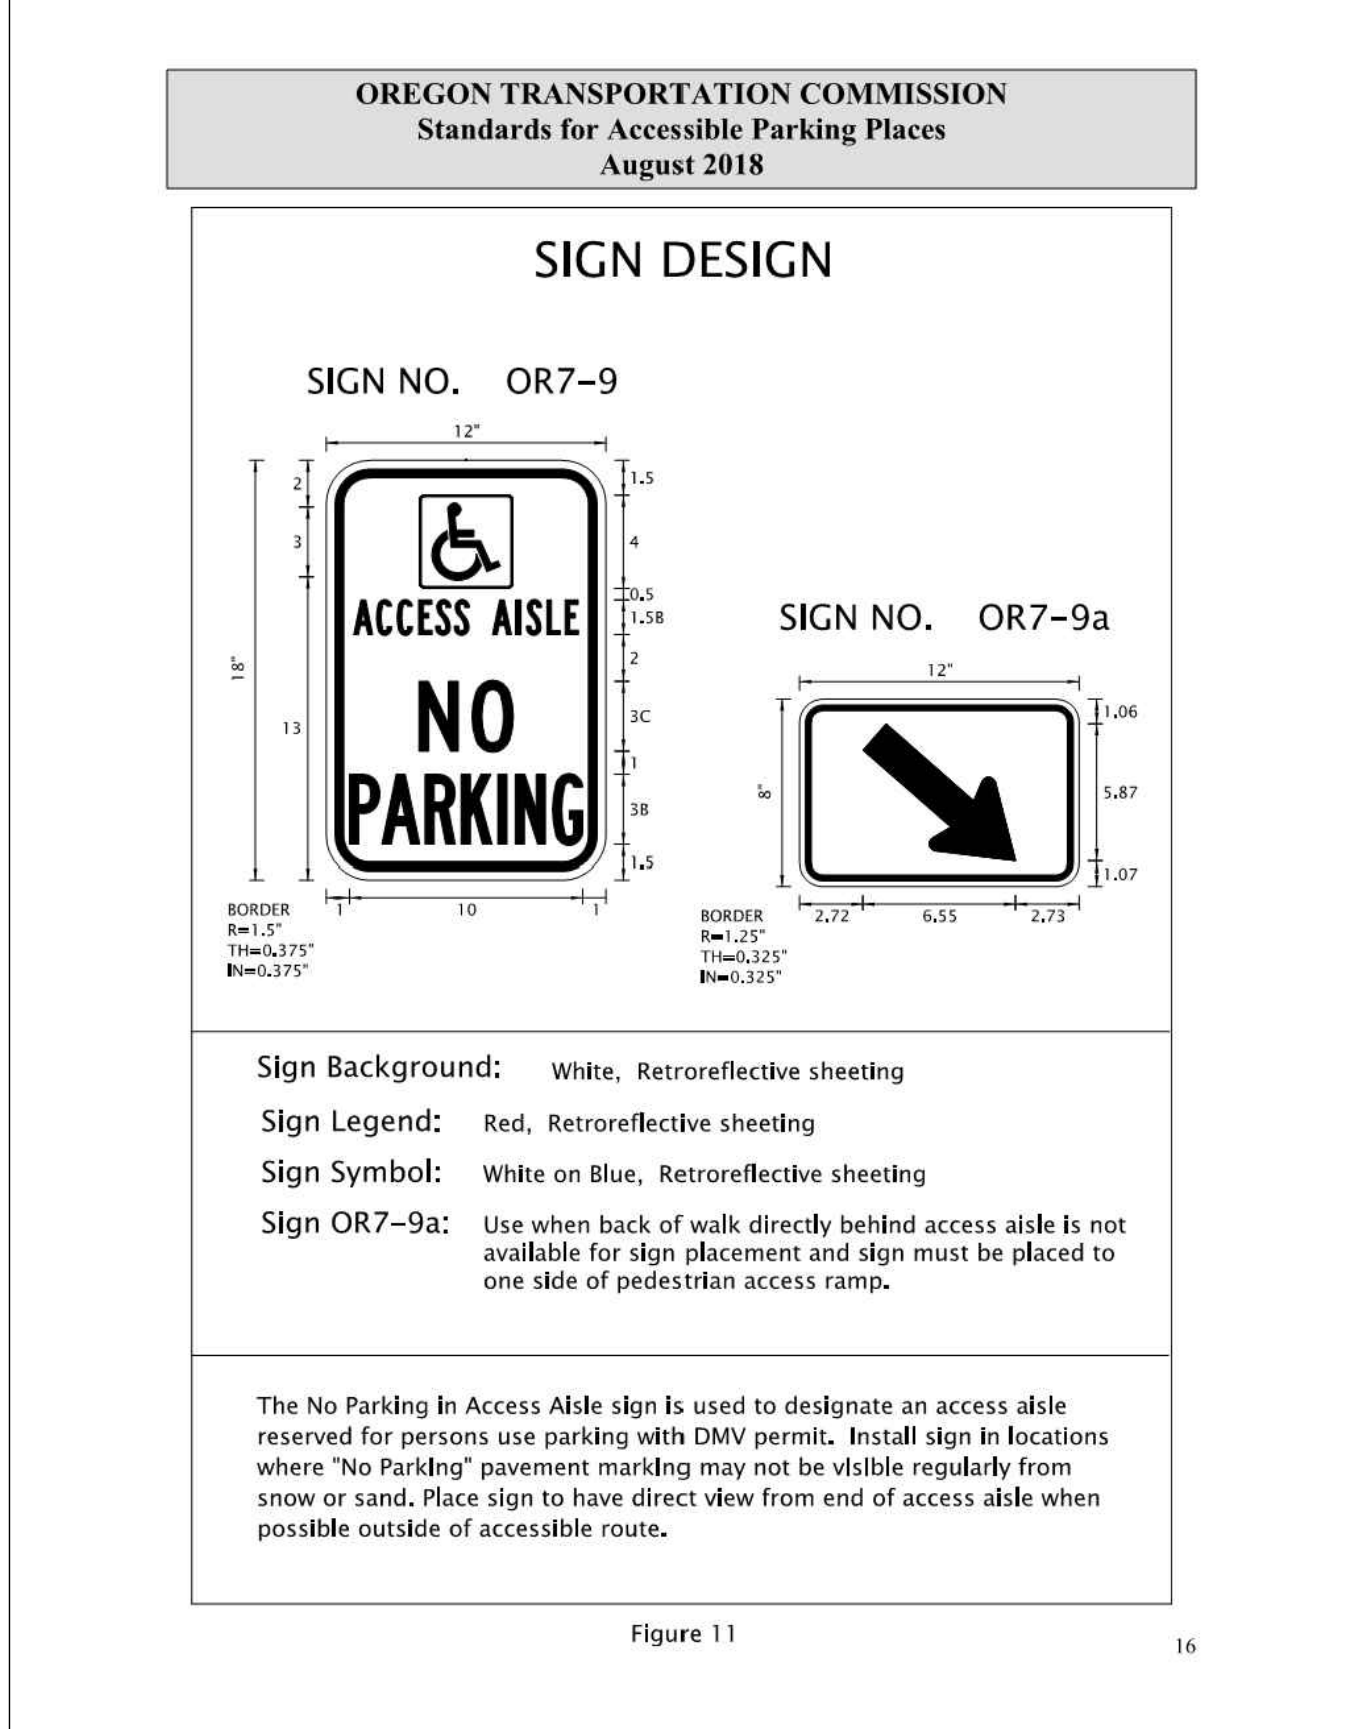 OREGON TRANSPORTATION COMMISSION
Standards for Accessible Parking Places
August 2018
SIGN DESIGN
SIGN NO. OR7-9
12"
18"
2
3
13
1.5
4
0.5
1.5B
2
3C
1
3B
1.5
ACCESS AISLE
NO
PARKING
1
10
1
BORDER
R=1.5"
TH=0.375"
IN=0.375"
SIGN NO. OR7-9a
12"
8"
1.06
5.87
1.07
2.72
6.55
2.73
BORDER
R=1.25"
TH=0.325"
IN=0.325"
Sign Background: White, Retroreflective sheeting
Sign Legend: Red, Retroreflective sheeting
Sign Symbol: White on Blue, Retroreflective sheeting
Sign OR7-9a: Use when back of walk directly behind access aisle is not
available for sign placement and sign must be placed to
one side of pedestrian access ramp.
The No Parking in Access Aisle sign is used to designate an access aisle
reserved for persons use parking with DMV permit. Install sign in locations
where "No Parking" pavement marking may not be visible regularly from
snow or sand. Place sign to have direct view from end of access aisle when
possible outside of accessible route.
Figure 11
16